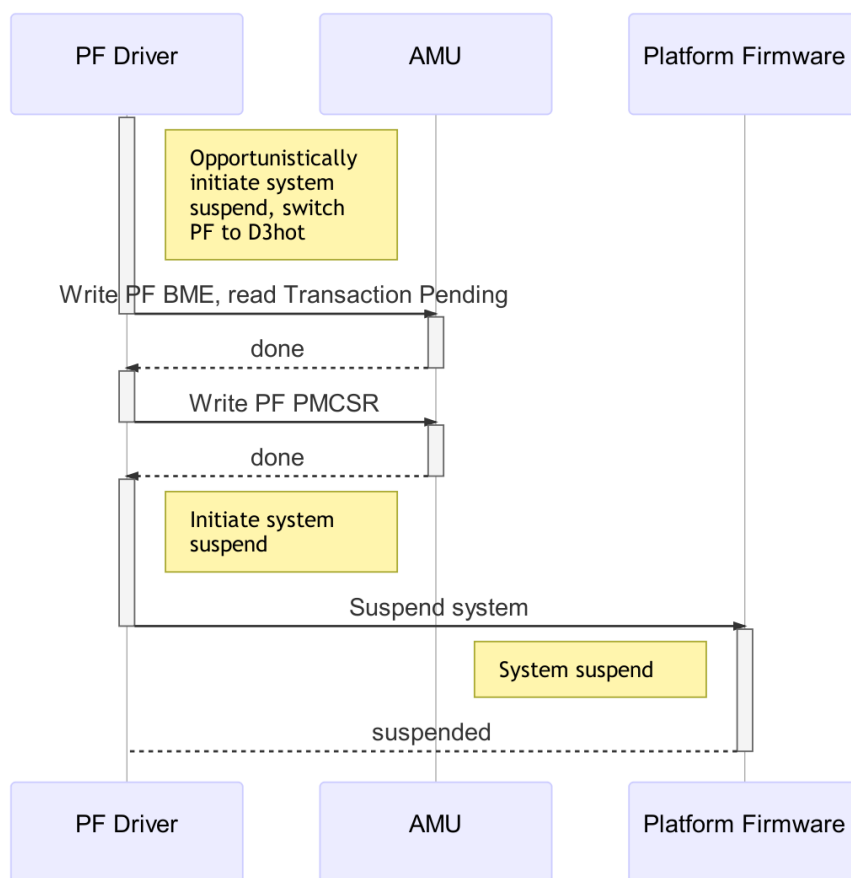 PF Driver
AMU
Platform Firmware
Opportunistically
initiate system
suspend, switch
PF to D3hot
Write PF BME, read Transaction Pending
done
Write PF PMCSR
done
Initiate system
suspend
Suspend system
System suspend
suspended
PF Driver
AMU
Platform Firmware